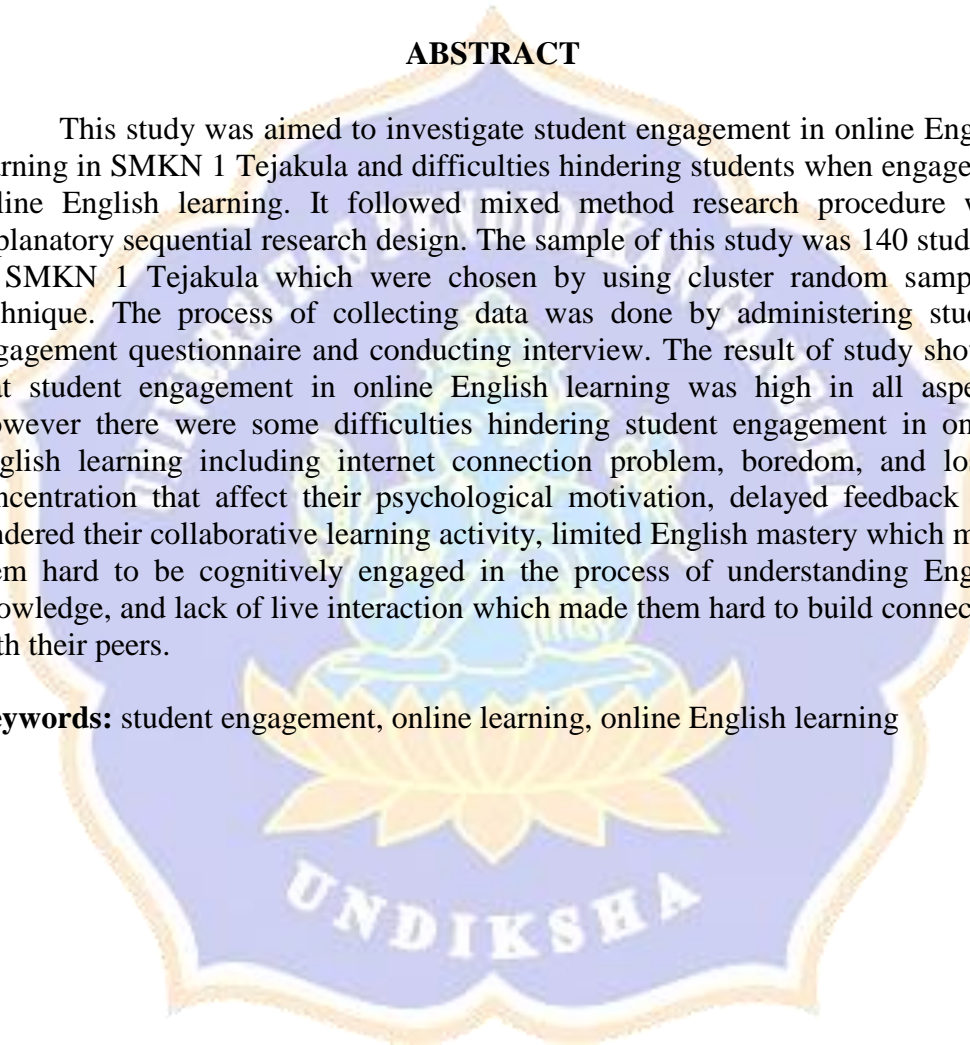 ABSTRACT
This study was aimed to investigate student engagement in online Eng
arning in SMKN 1 Tejakula and difficulties hindering students when engage
line English learning. It followed mixed method research procedure w
planatory sequential research design. The sample of this study was 140 stud
SMKN 1 Tejakula which were chosen by using cluster random samp
chnique. The process of collecting data was done by administering stud
gagement questionnaire and conducting interview. The result of study show
at student engagement in online English learning was high in all aspe
owever there were some difficulties hindering student engagement in on
glish learning including internet connection problem, boredom, and lo
ncentration that affect their psychological motivation, delayed feedback
ndered their collaborative learning activity, limited English mastery which m
em hard to be cognitively engaged in the process of understanding Eng
owledge, and lack of live interaction which made them hard to build connec
th their peers.
eywords: student engagement, online learning, online English learning
UNDIKSHA